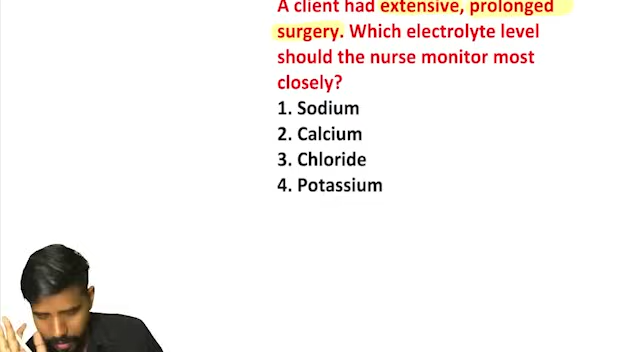 A client had extensive, prolonged
surgery. Which electrolyte level
should the nurse monitor most
closely?
1. Sodium
2. Calcium
3. Chloride
4. Potassium